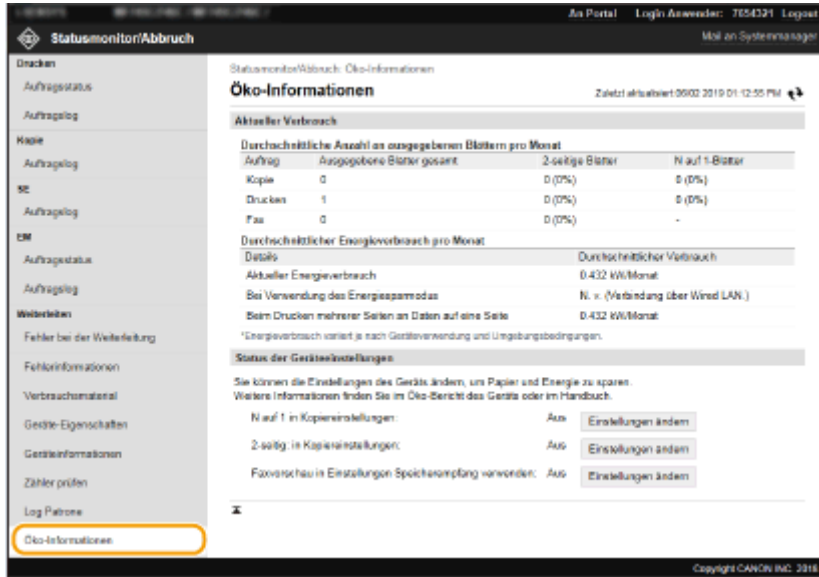 An Portal Login Anwender: 7654321 Logout
Statusmonitor/Abbruch Mail an Systemmanager
Drucken
Auftragsstatus
Auftragslog
Kopie
Auftragslog
SE
Auftragslog
EM
Auftragsstatus
Auftragslog
Weiterleiten
Fehler bei der Weiterleitung
Fehlerinformationen
Verbrauchsmaterial
Geräte-Eigenschaften
Geräteinformationen
Zähler prüfen
Log Patrone
Öko-Informationen
Statusmonitor/Abbruch: Öko-Informationen
Öko-Informationen Zuletzt aktualisiert:06/02 2019 01:12:55 PM
Aktueller Verbrauch
Durchschnittliche Anzahl an ausgegebenen Blättern pro Monat
Auftrag Ausgegebene Blätter gesamt 2-seitige Blätter N auf 1-Blätter
Kopie 0 0 (0%) 0 (0%)
Drucken 1 0 (0%) 0 (0%)
Fax 0 0 (0%) -
Durchschnittlicher Energieverbrauch pro Monat
Details Durchschnittlicher Verbrauch
Aktueller Energieverbrauch 0.432 kW/Monat
Bei Verwendung des Energiesparmodus N. v. (Verbindung über Wired LAN.)
Beim Drucken mehrerer Seiten an Daten auf eine Seite 0.432 kW/Monat
*Energieverbrauch variiert je nach Geräteverwendung und Umgebungsbedingungen.
Status der Geräteeinstellungen
Sie können die Einstellungen des Geräts ändern, um Papier und Energie zu sparen.
Weitere Informationen finden Sie im Öko-Bericht des Geräts oder im Handbuch.
N auf 1 in Kopiereinstellungen: Aus Einstellungen ändern
2-seitig: in Kopiereinstellungen: Aus Einstellungen ändern
Faxvorschau in Einstellungen Speicherempfang verwenden: Aus Einstellungen ändern
Copyright CANON INC. 2018